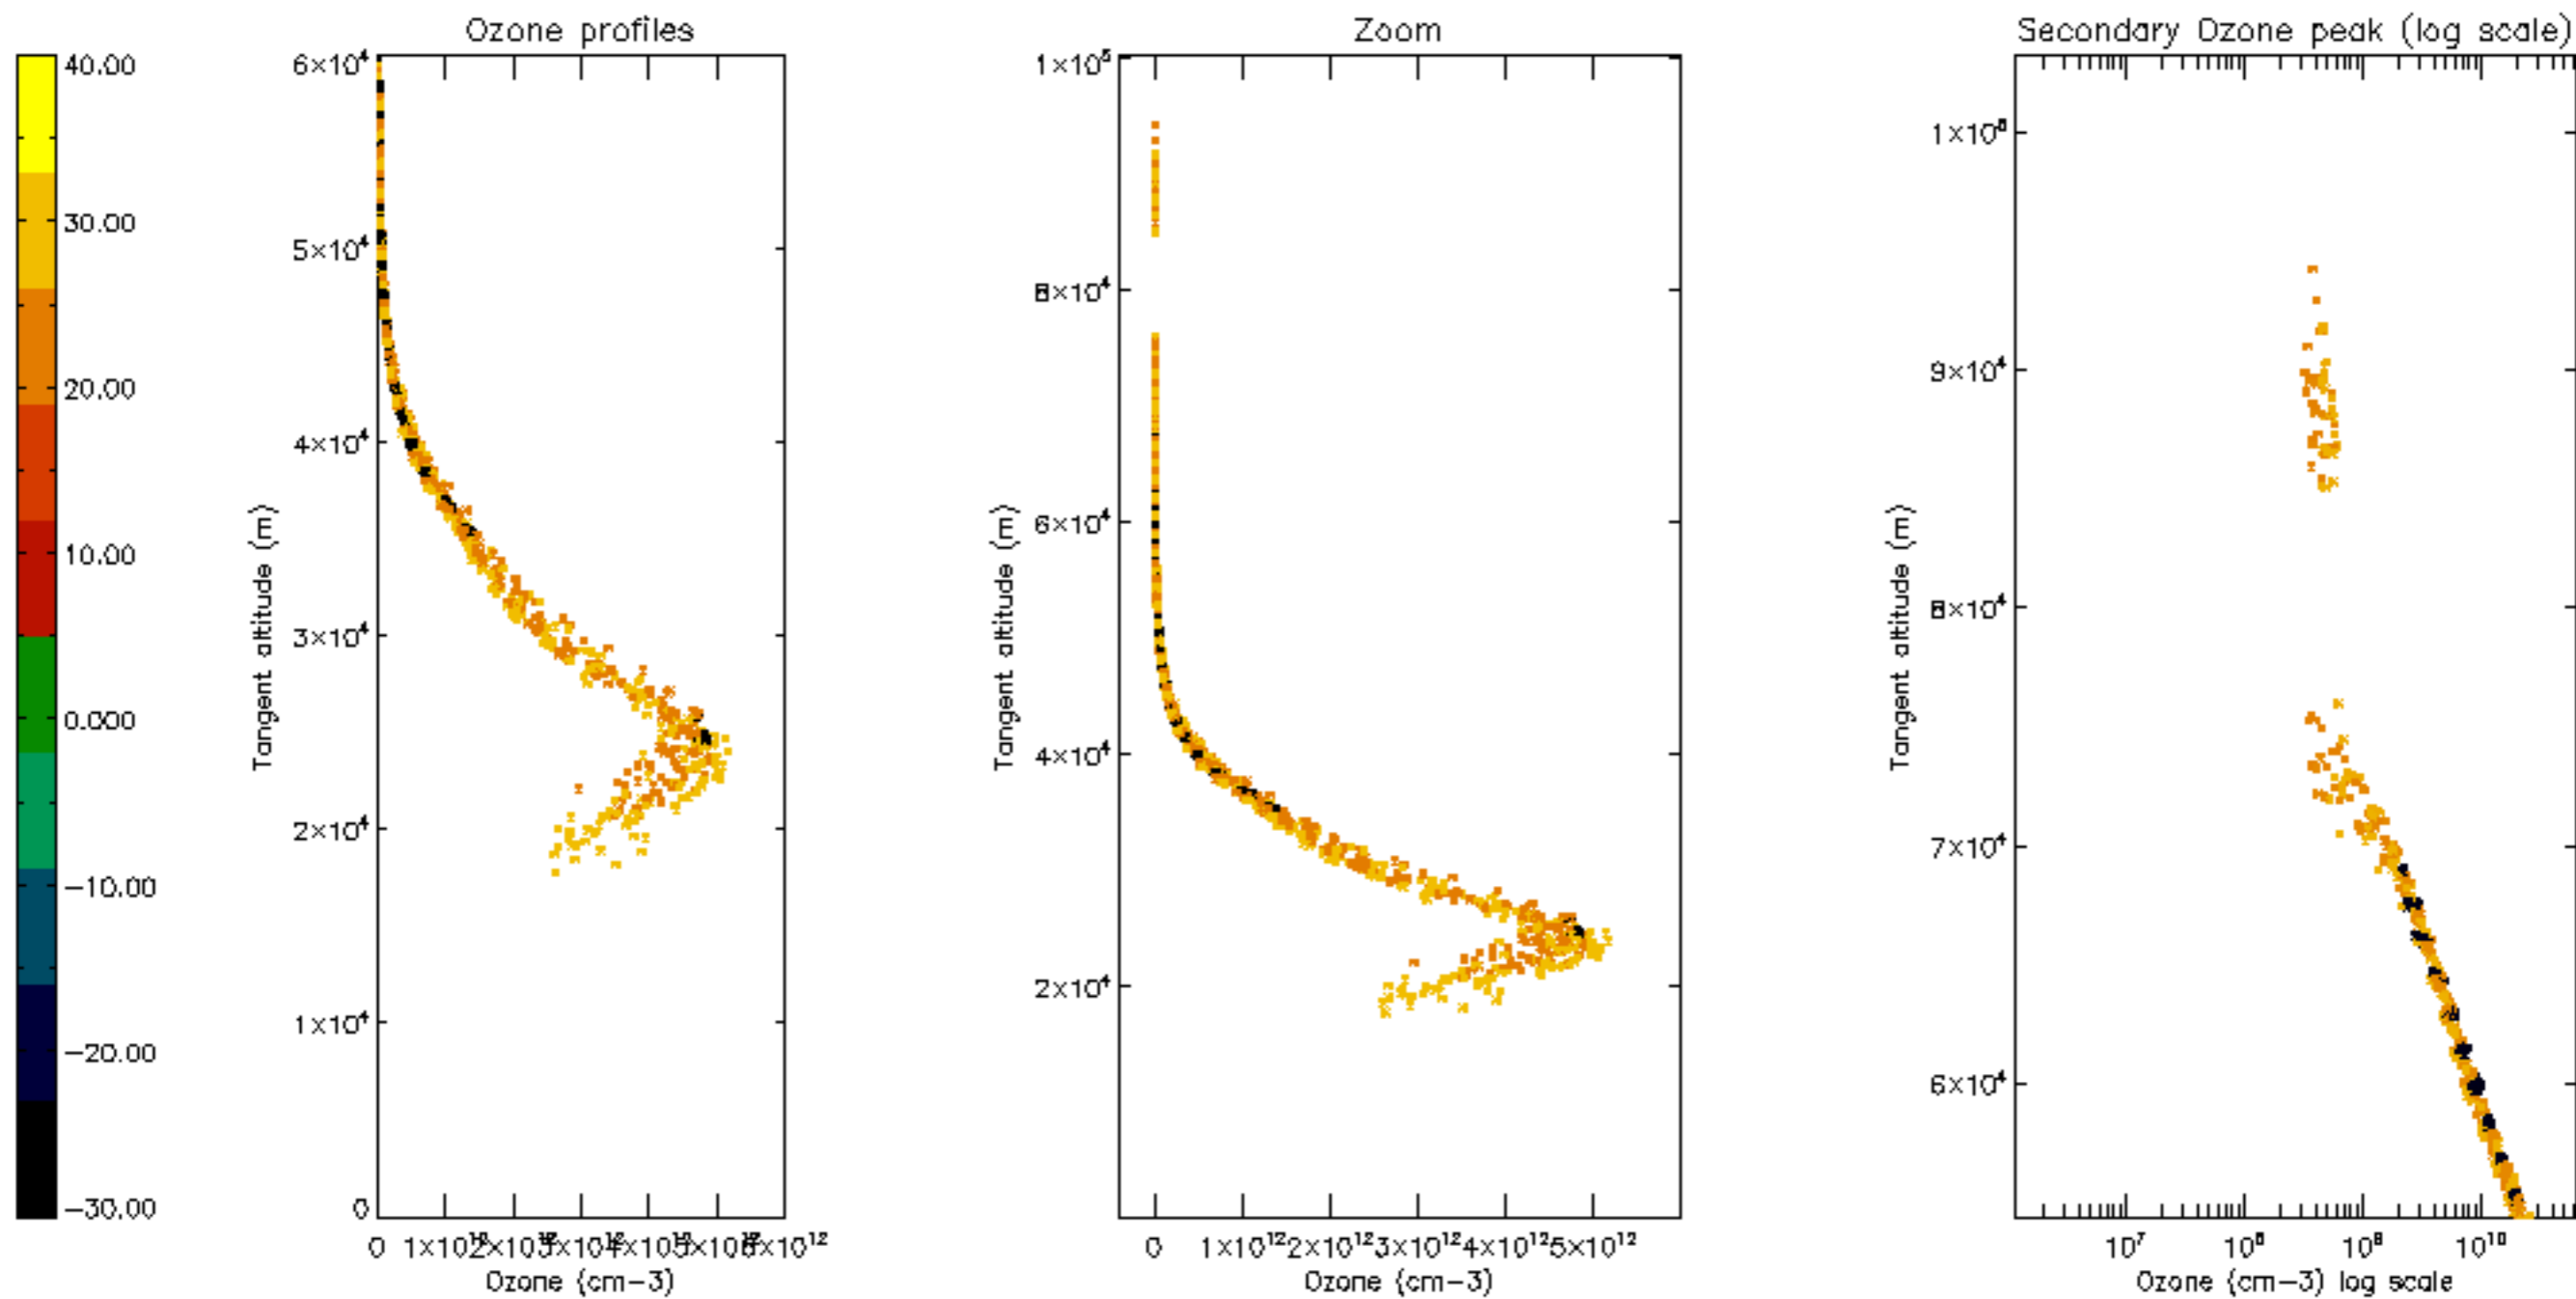 Ozone profiles
Zoom
Secondary Ozone peak (log scale)
40.00
30.00
20.00
10.00
0.000
−10.00
−20.00
−30.00
Tangent altitude (m)
6×10⁴
5×10⁴
4×10⁴
3×10⁴
2×10⁴
1×10⁴
0
0
Ozone (cm−3)
Tangent altitude (m)
1×10⁵
8×10⁴
6×10⁴
4×10⁴
2×10⁴
0 1×10¹² 2×10¹² 3×10¹² 4×10¹² 5×10¹²
Ozone (cm−3)
Tangent altitude (m)
1×10⁵
9×10⁴
8×10⁴
7×10⁴
6×10⁴
10⁷ 10⁸ 10⁹ 10¹⁰
Ozone (cm−3) log scale